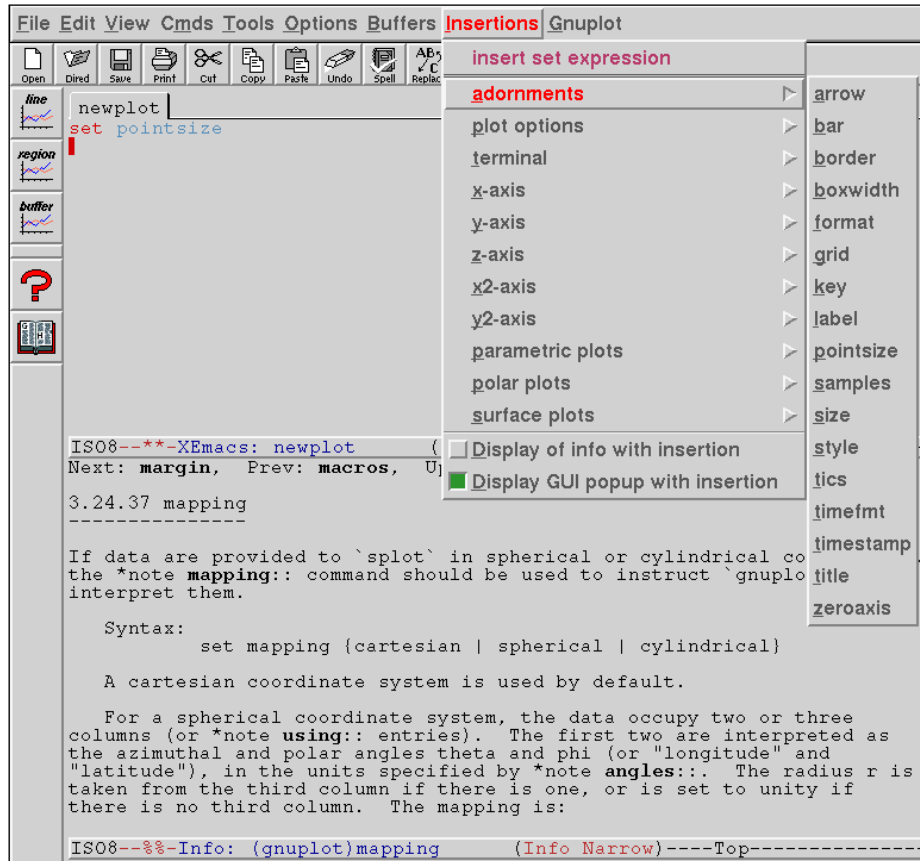 File Edit View Cmds Tools Options Buffers Insertions Gnuplot
Open Dired Save Print Cut Copy Paste Undo Spell Replac
line
region
buffer
newplot
set pointsize
insert set expression
adornments
plot options
terminal
x-axis
y-axis
z-axis
x2-axis
y2-axis
parametric plots
polar plots
surface plots
Display of info with insertion
Display GUI popup with insertion
arrow
bar
border
boxwidth
format
grid
key
label
pointsize
samples
size
style
tics
timefmt
timestamp
title
zeroaxis
ISO8--**-XEmacs: newplot (
Next: margin, Prev: macros, U
3.24.37 mapping
---------------
If data are provided to `splot` in spherical or cylindrical co
the *note mapping:: command should be used to instruct `gnuplo
interpret them.
Syntax:
set mapping {cartesian | spherical | cylindrical}
A cartesian coordinate system is used by default.
For a spherical coordinate system, the data occupy two or three
columns (or *note using:: entries). The first two are interpreted as
the azimuthal and polar angles theta and phi (or "longitude" and
"latitude"), in the units specified by *note angles::. The radius r is
taken from the third column if there is one, or is set to unity if
there is no third column. The mapping is:
ISO8--%%-Info: (gnuplot)mapping (Info Narrow)----Top--------------